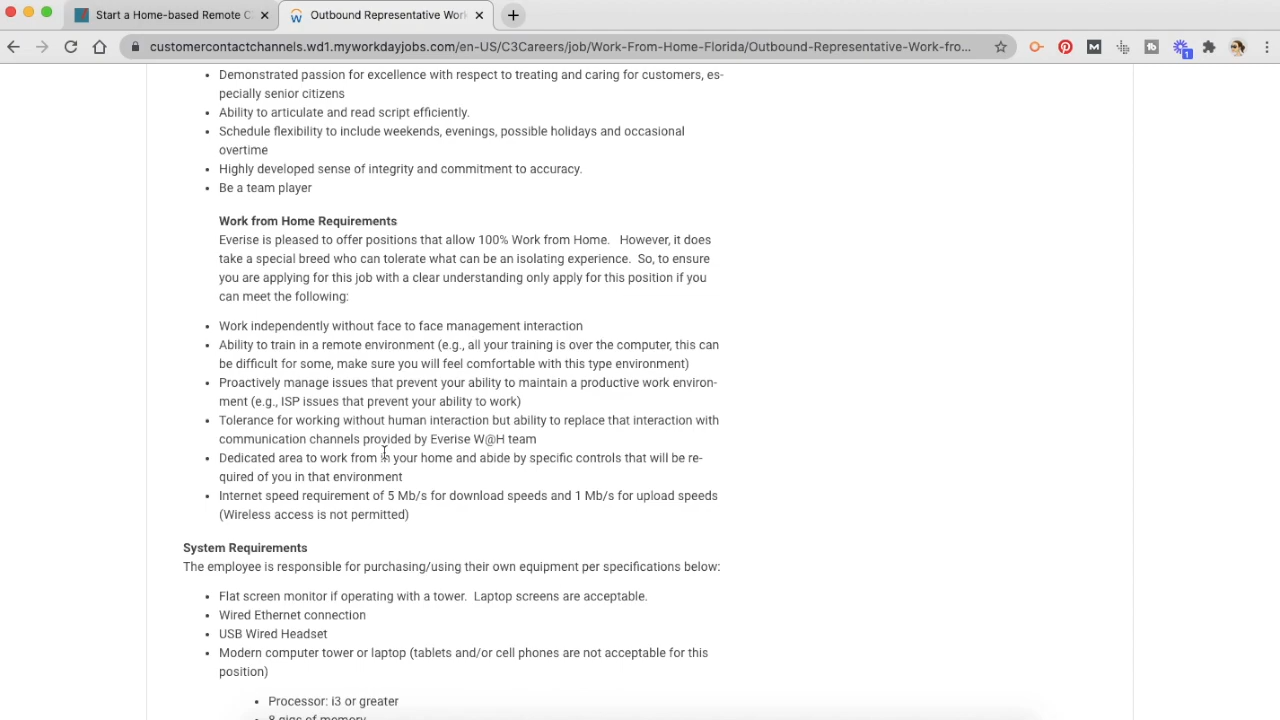 Start a Home-based Remote C
Outbound Representative Work
customercontactchannels.wd1.myworkdayjobs.com/en-US/C3Careers/job/Work-From-Home-Florida/Outbound-Representative-Work-fro...
1
• Demonstrated passion for excellence with respect to treating and caring for customers, es-
pecially senior citizens
• Ability to articulate and read script efficiently.
• Schedule flexibility to include weekends, evenings, possible holidays and occasional
overtime
• Highly developed sense of integrity and commitment to accuracy.
• Be a team player
Work from Home Requirements
Everise is pleased to offer positions that allow 100% Work from Home. However, it does
take a special breed who can tolerate what can be an isolating experience. So, to ensure
you are applying for this job with a clear understanding only apply for this position if you
can meet the following:
• Work independently without face to face management interaction
• Ability to train in a remote environment (e.g., all your training is over the computer, this can
be difficult for some, make sure you will feel comfortable with this type environment)
• Proactively manage issues that prevent your ability to maintain a productive work environ-
ment (e.g., ISP issues that prevent your ability to work)
• Tolerance for working without human interaction but ability to replace that interaction with
communication channels provided by Everise W@H team
• Dedicated area to work from in your home and abide by specific controls that will be re-
quired of you in that environment
• Internet speed requirement of 5 Mb/s for download speeds and 1 Mb/s for upload speeds
(Wireless access is not permitted)
System Requirements
The employee is responsible for purchasing/using their own equipment per specifications below:
• Flat screen monitor if operating with a tower. Laptop screens are acceptable.
• Wired Ethernet connection
• USB Wired Headset
• Modern computer tower or laptop (tablets and/or cell phones are not acceptable for this
position)
• Processor: i3 or greater
• 8 gigs of memory